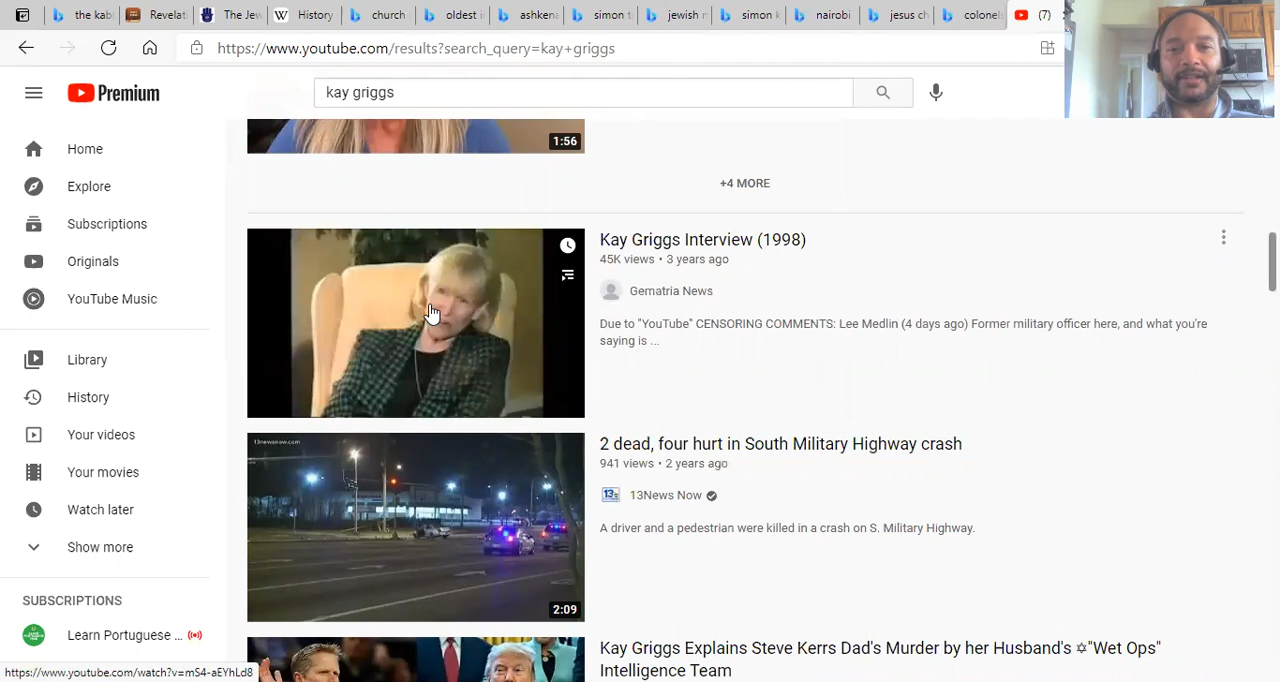 the kab
Revelat
The Jew
History
church
oldest i
ashkena
simon t
jewish r
simon k
nairobi
jesus ch
colonel
(7)
https://www.youtube.com/results?search_query=kay+griggs
Premium
kay griggs
Home
Explore
Subscriptions
Originals
YouTube Music
Library
History
Your videos
Your movies
Watch later
Show more
SUBSCRIPTIONS
Learn Portuguese ...
https://www.youtube.com/watch?v=mS4-aEYhLd8
1:56
+4 MORE
Kay Griggs Interview (1998)
45K views • 3 years ago
Gematria News
Due to "YouTube" CENSORING COMMENTS: Lee Medlin (4 days ago) Former military officer here, and what you're
saying is ...
13newsnow.com
2:09
2 dead, four hurt in South Military Highway crash
941 views • 2 years ago
13News Now
A driver and a pedestrian were killed in a crash on S. Military Highway.
Kay Griggs Explains Steve Kerrs Dad's Murder by her Husband's ✡"Wet Ops"
Intelligence Team